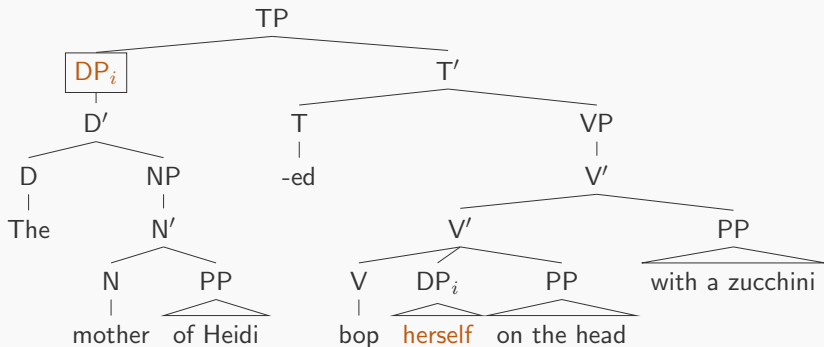 TP
DPᵢ T′
D′ T VP
D NP -ed V′
The N′ V′ PP
N PP V DPᵢ PP with a zucchini
mother of Heidi bop herself on the head